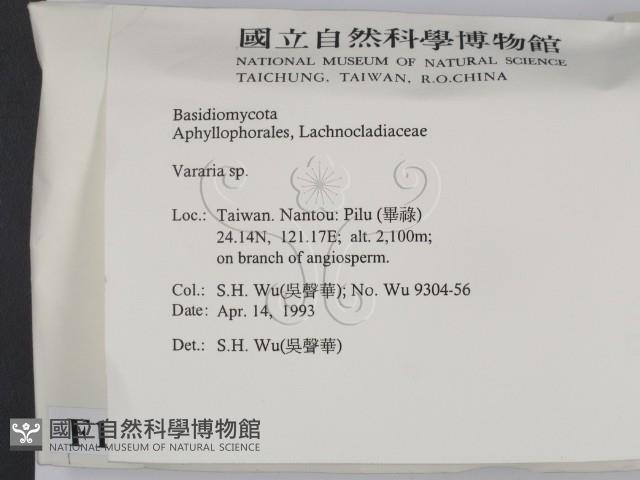 國立自然科學博物館
NATIONAL MUSEUM OF NATURAL SCIENCE
TAICHUNG, TAIWAN, R.O.CHINA
Basidiomycota
Aphyllophorales, Lachnocladiaceae
Vararia sp.
Loc.: Taiwan. Nantou: Pilu (畢祿)
24.14N, 121.17E; alt. 2,100m;
on branch of angiosperm.
Col.: S.H. Wu(吳聲華); No. Wu 9304-56
Date: Apr. 14, 1993
Det.: S.H. Wu(吳聲華)
國立自然科學博物館
NATIONAL MUSEUM OF NATURAL SCIENCE